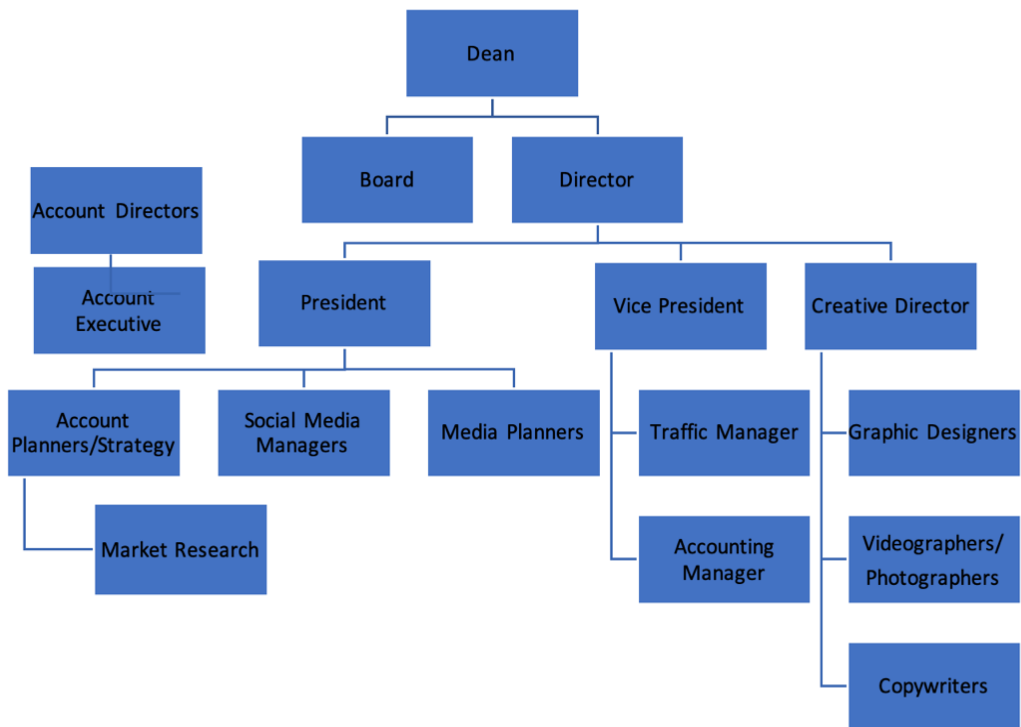 Dean
Board
Director
Account Directors
Account
Executive
President
Vice President
Creative Director
Account
Planners/Strategy
Social Media
Managers
Media Planners
Traffic Manager
Graphic Designers
Market Research
Accounting
Manager
Videographers/
Photographers
Copywriters